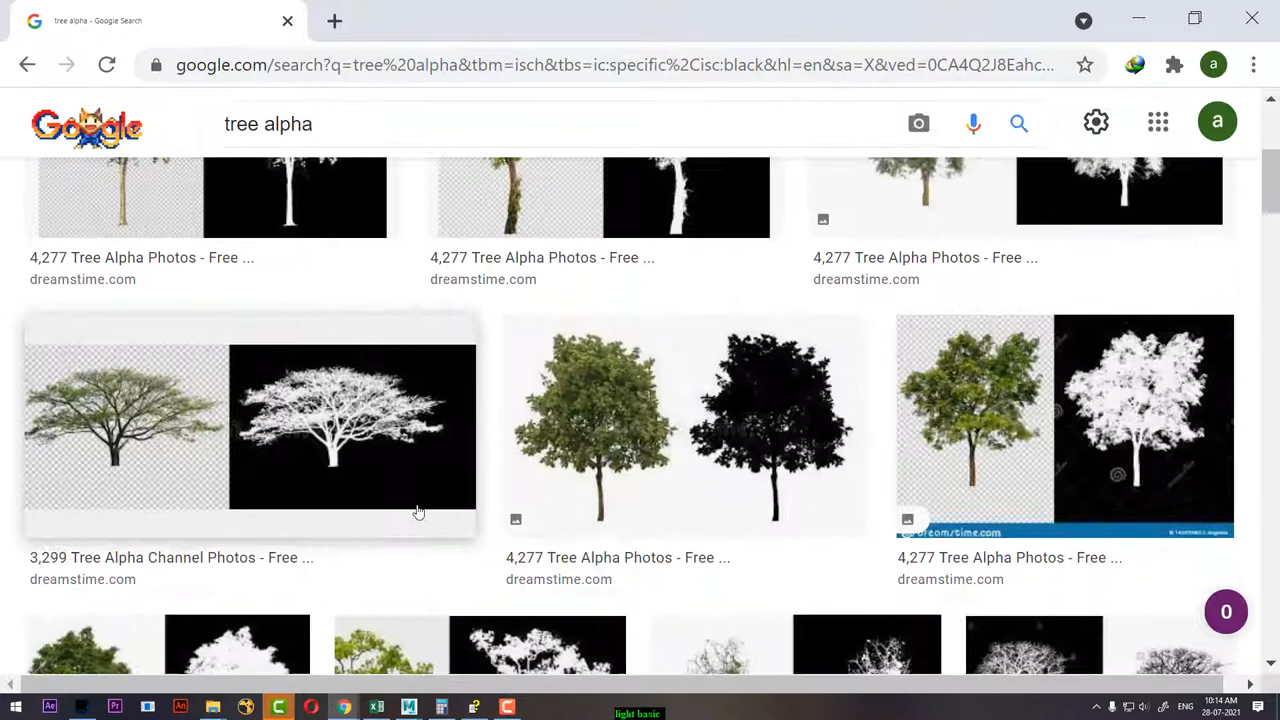 tree alpha - Google Search
google.com/search?q=tree%20alpha&tbm=isch&tbs=ic:specific%2Cisc:black&hl=en&sa=X&ved=0CA4Q2J8Eahc...
a
Google
tree alpha
a
4,277 Tree Alpha Photos - Free ...
dreamstime.com
4,277 Tree Alpha Photos - Free ...
dreamstime.com
4,277 Tree Alpha Photos - Free ...
dreamstime.com
dreamstime.com
3,299 Tree Alpha Channel Photos - Free ...
dreamstime.com
4,277 Tree Alpha Photos - Free ...
dreamstime.com
4,277 Tree Alpha Photos - Free ...
dreamstime.com
0
Ae
Pr
An
C
M
C
ENG
10:14 AM
28-07-2021
light basic